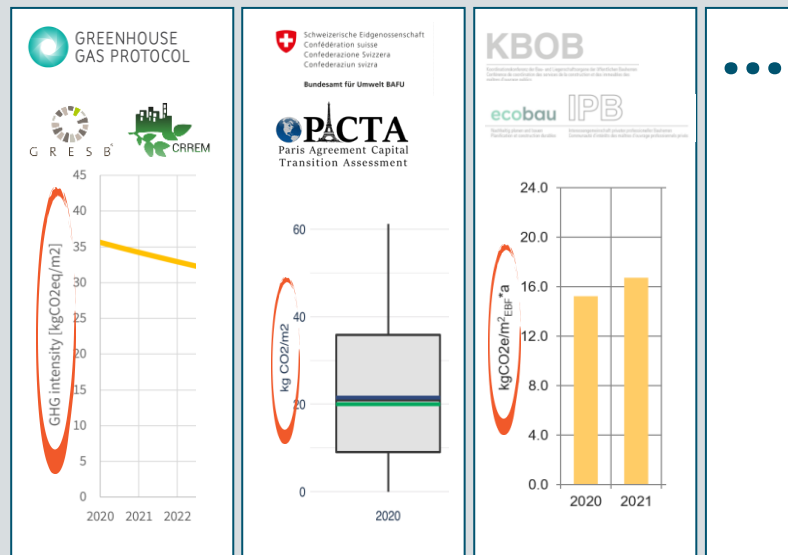 GREENHOUSE
GAS PROTOCOL
G R E S B
CRREM
45
40
35
30
25
20
15
10
5
0
GHG intensity [kgCO2eq/m2]
2020 2021 2022
Schweizerische Eidgenossenschaft
Confédération suisse
Confederazione Svizzera
Confederaziun svizra
Bundesamt für Umwelt BAFU
PACTA
Paris Agreement Capital
Transition Assessment
60
40
20
0
kg CO2/m2
2020
KBOB
ecobau IPB
24.0
20.0
16.0
12.0
8.0
4.0
0.0
kgCO2e/m²EBF*a
2020 2021
...